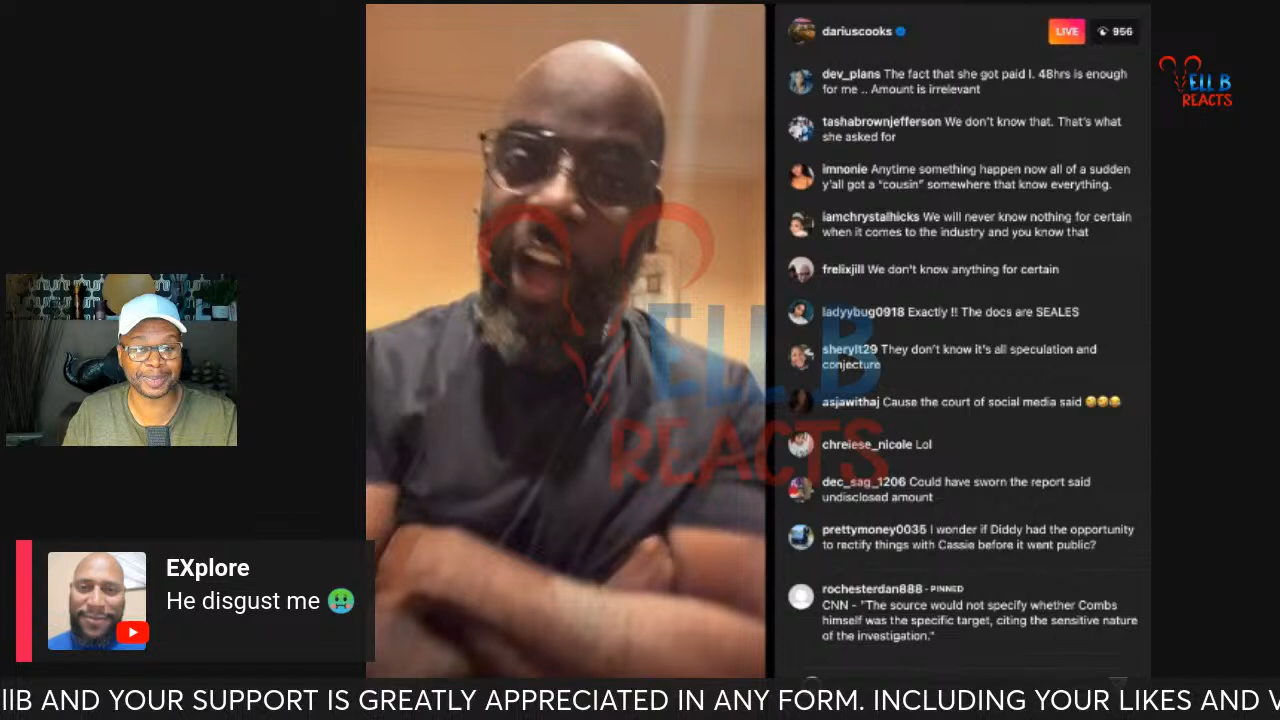 dariuscooks
LIVE
956
dev_plans The fact that she got paid I. 48hrs is enough
for me .. Amount is irrelevant
tashabrownjefferson We don't know that. That's what
she asked for
imnonie Anytime something happen now all of a sudden
y'all got a "cousin" somewhere that know everything.
iamchrystalhicks We will never know nothing for certain
when it comes to the industry and you know that
frelixjill We don't know anything for certain
ladyybug0918 Exactly !! The docs are SEALES
sherylt29 They don't know it's all speculation and
conjecture
asjawithaj Cause the court of social media said 🤣🤣😂
chreiese_nicole Lol
dec_sag_1206 Could have sworn the report said
undisclosed amount
prettymoney0035 I wonder if Diddy had the opportunity
to rectify things with Cassie before it went public?
rochesterdan888 - PINNED
CNN - "The source would not specify whether Combs
himself was the specific target, citing the sensitive nature
of the investigation."
ELL B
REACTS
ELL B
REACTS
EXplore
He disgust me 🤢
llB AND YOUR SUPPORT IS GREATLY APPRECIATED IN ANY FORM. INCLUDING YOUR LIKES AND V